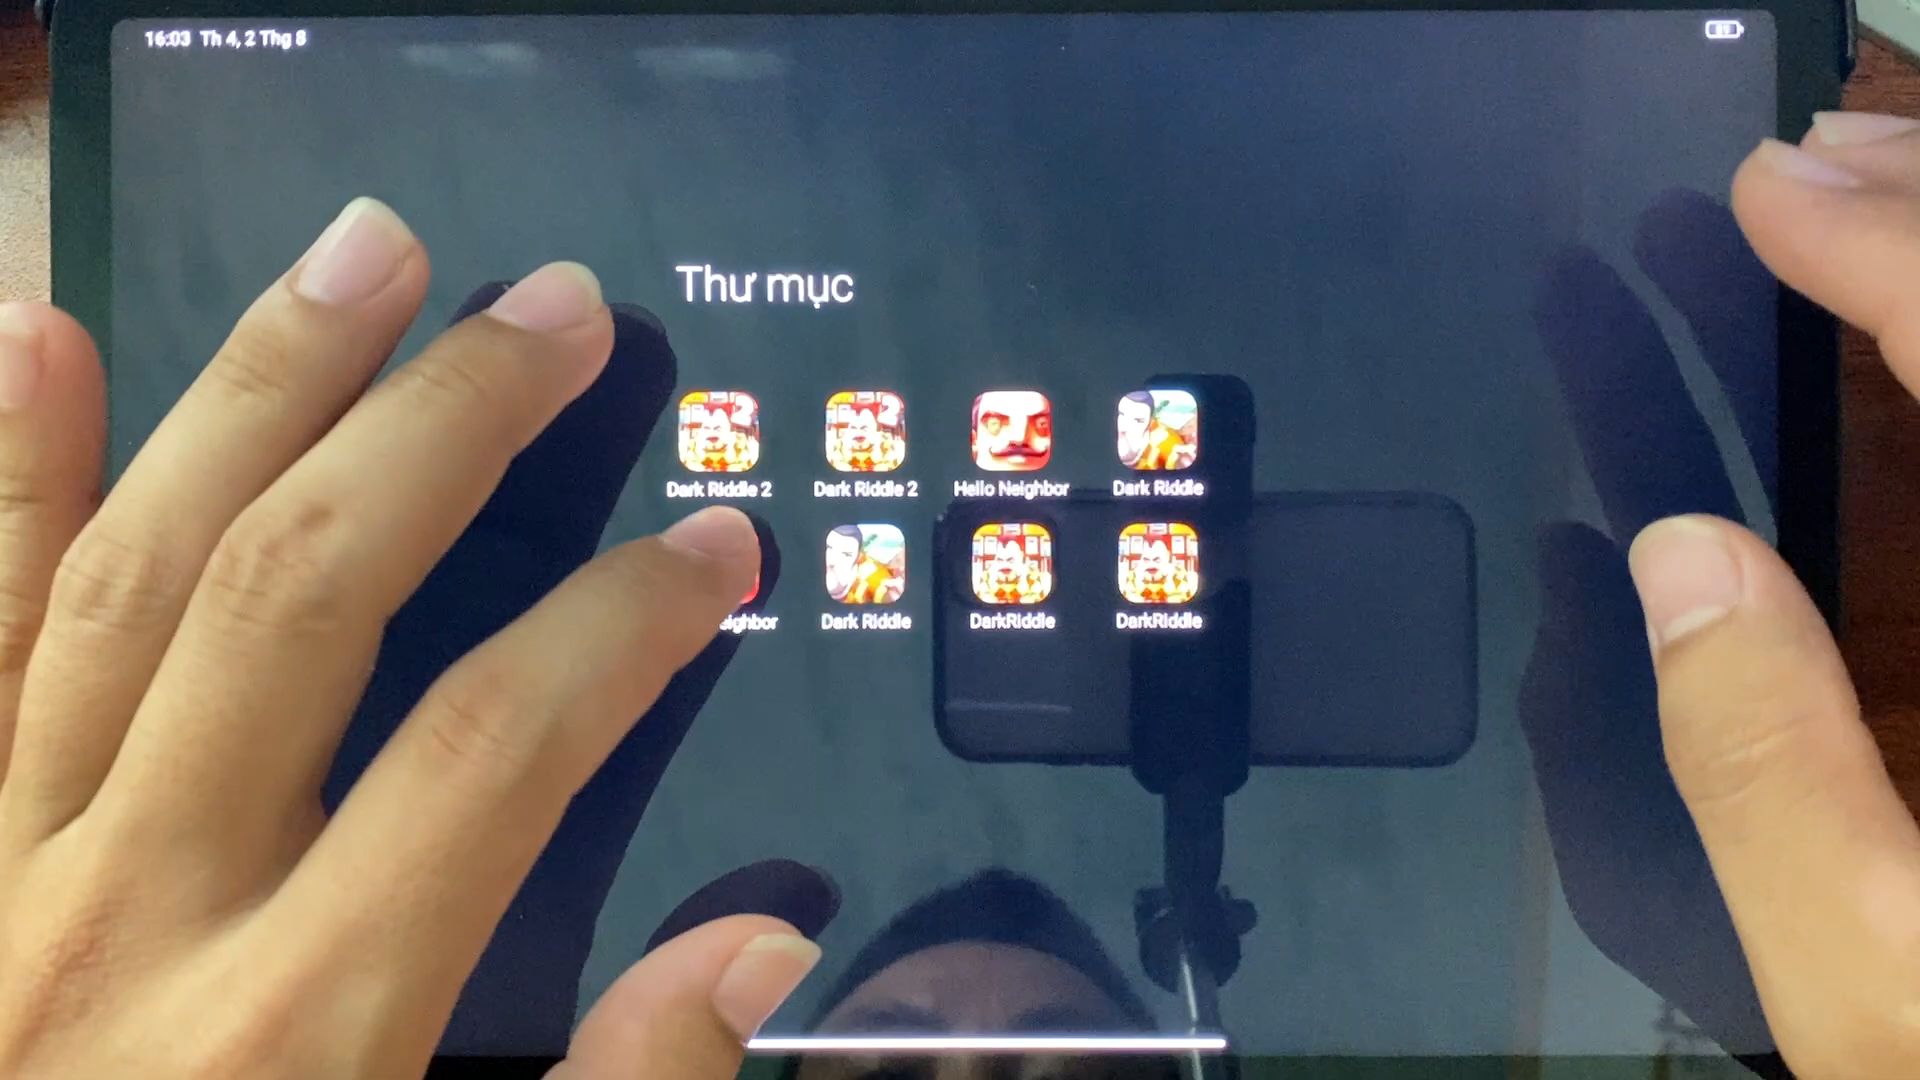 16:03 Th 4, 2 Thg 8
Thư mục
Dark Riddle 2
Dark Riddle 2
Hello Neighbor
Dark Riddle
eighbor
Dark Riddle
DarkRiddle
DarkRiddle